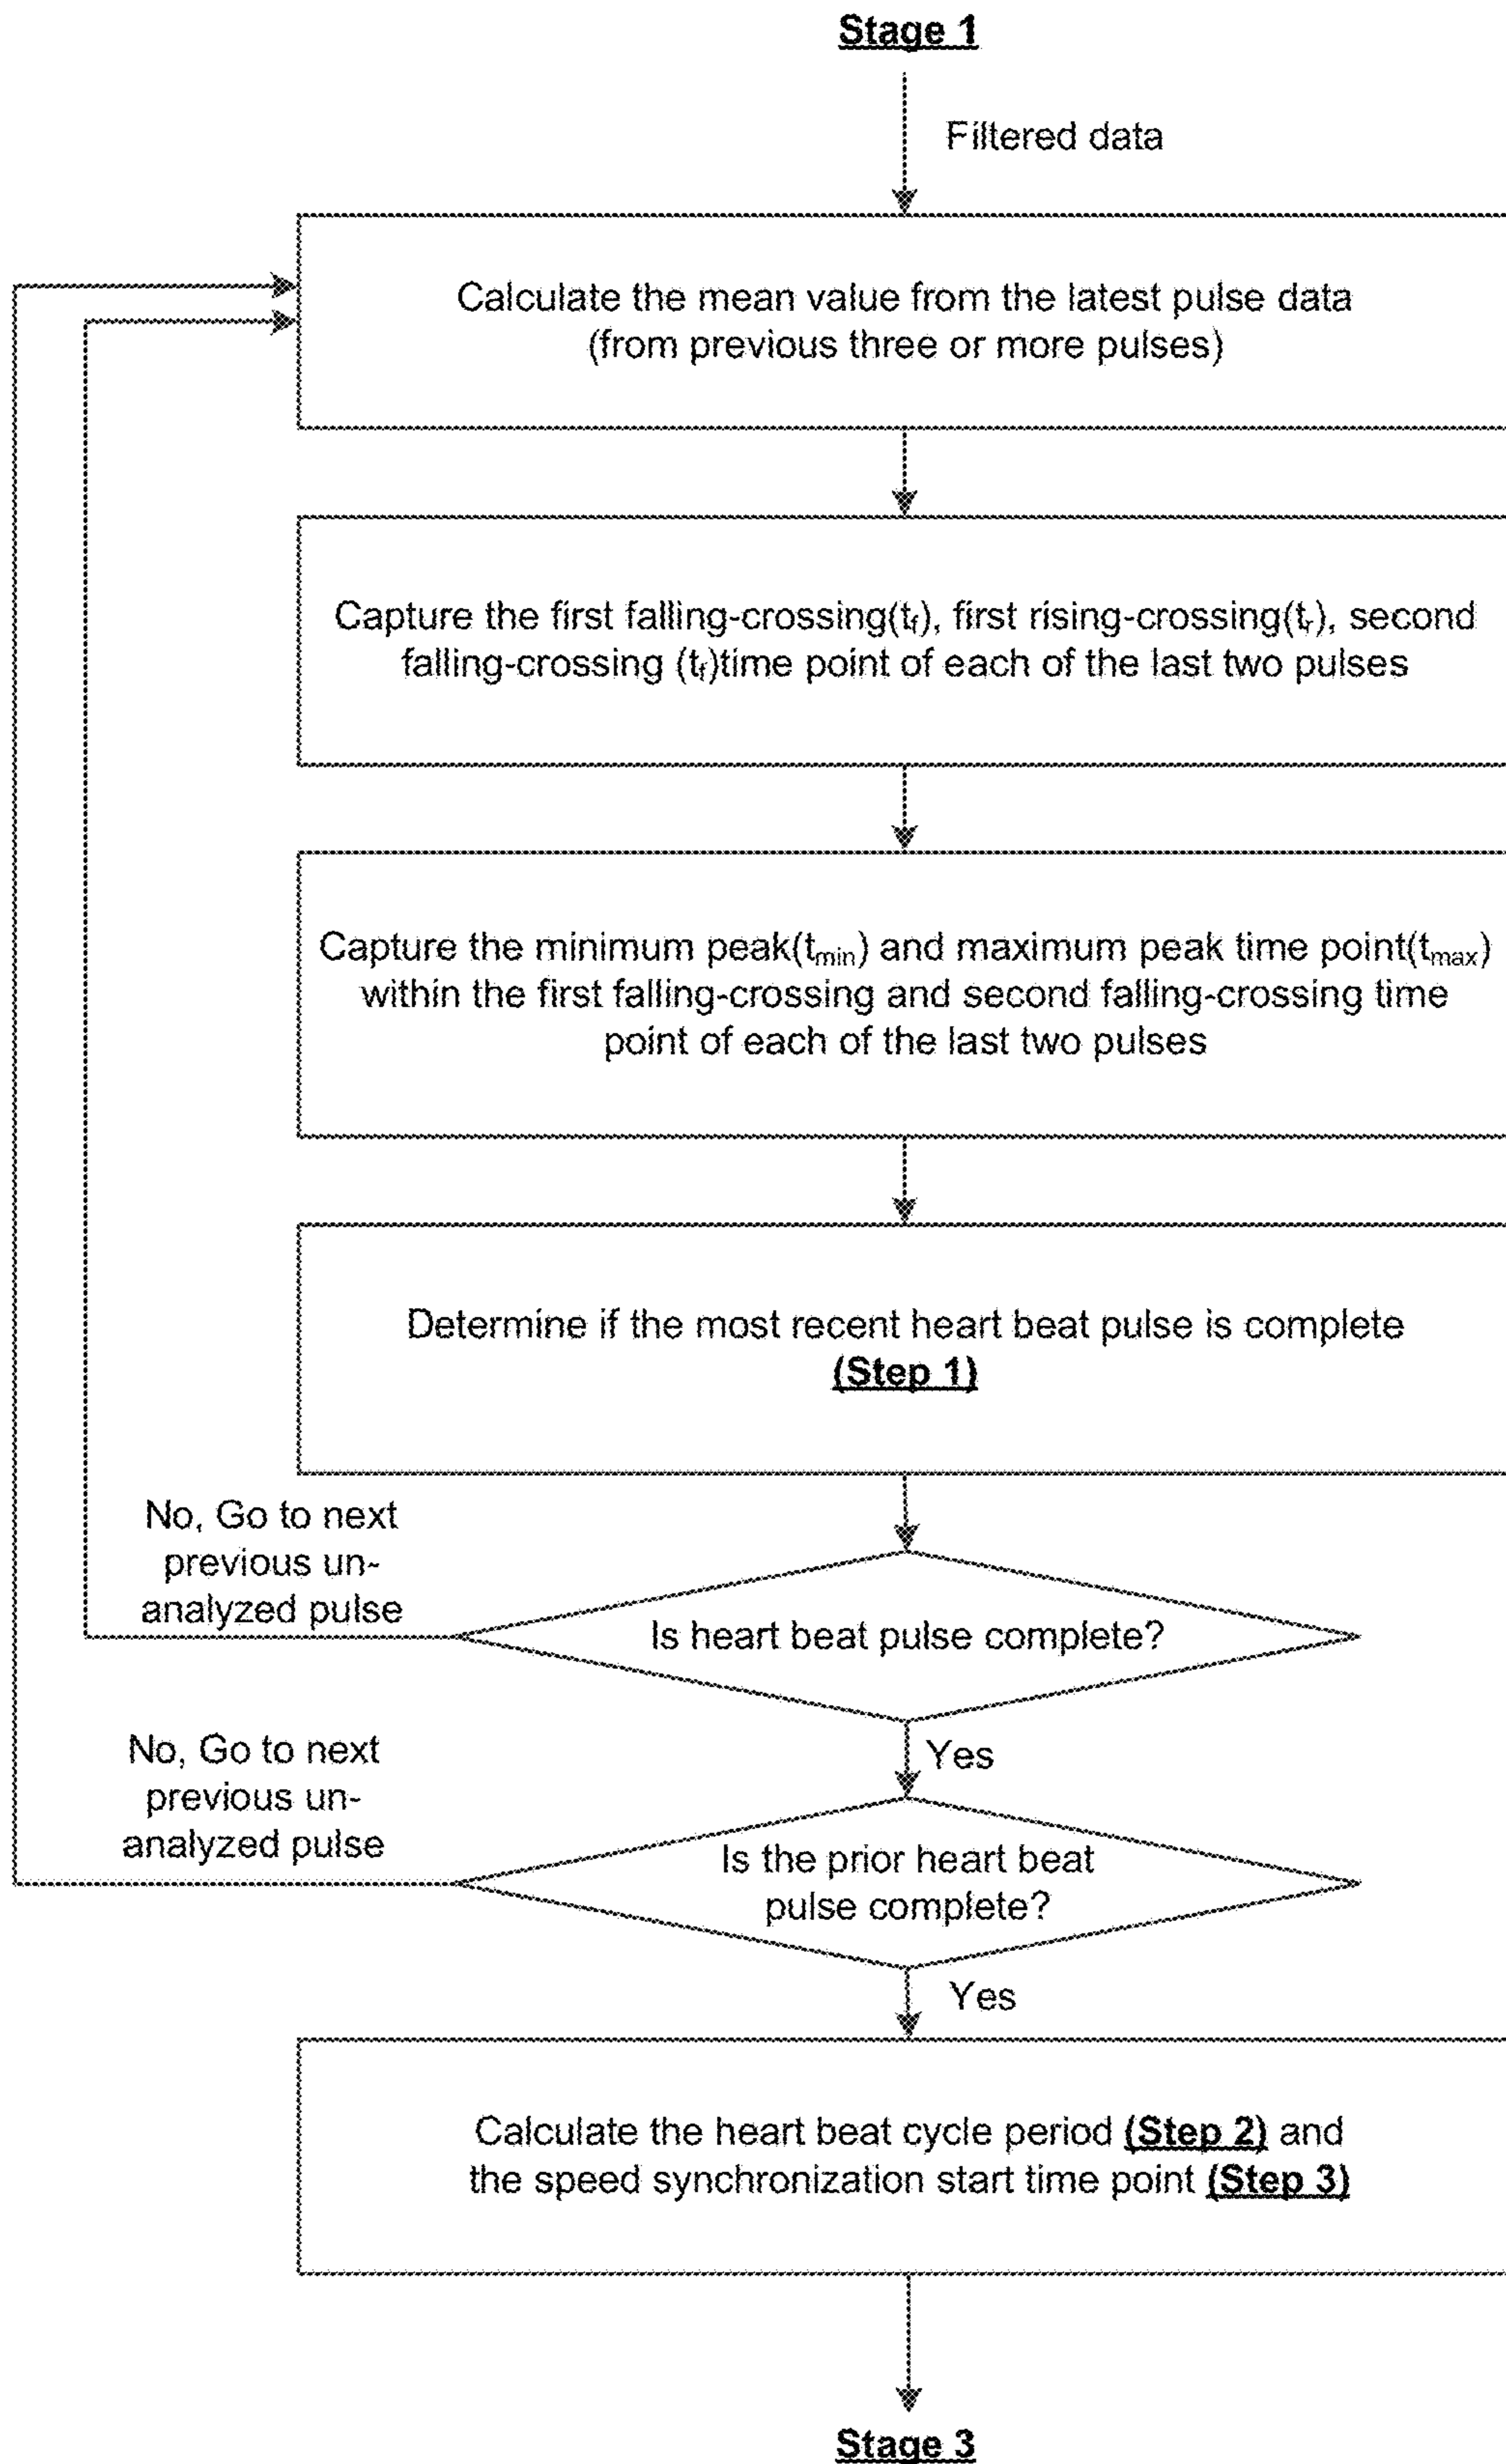 Stage 1
Filtered data
Calculate the mean value from the latest pulse data
(from previous three or more pulses)
Capture the first falling-crossing(tf), first rising-crossing(tr), second
falling-crossing (tf)time point of each of the last two pulses
Capture the minimum peak(tmin) and maximum peak time point(tmax)
within the first falling-crossing and second falling-crossing time
point of each of the last two pulses
Determine if the most recent heart beat pulse is complete
(Step 1)
No, Go to next
previous un-
analyzed pulse
Is heart beat pulse complete?
Yes
No, Go to next
previous un-
analyzed pulse
Is the prior heart beat
pulse complete?
Yes
Calculate the heart beat cycle period (Step 2) and
the speed synchronization start time point (Step 3)
Stage 3